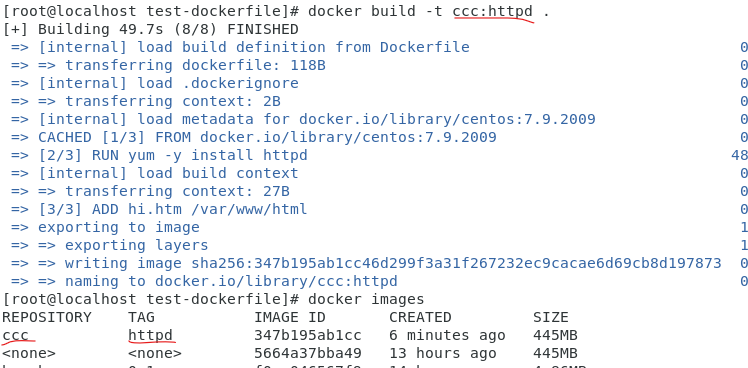 [root@localhost test-dockerfile]# docker build -t ccc:httpd .
[+] Building 49.7s (8/8) FINISHED
=> [internal] load build definition from Dockerfile 0
=> => transferring dockerfile: 118B 0
=> [internal] load .dockerignore 0
=> => transferring context: 2B 0
=> [internal] load metadata for docker.io/library/centos:7.9.2009 0
=> CACHED [1/3] FROM docker.io/library/centos:7.9.2009 0
=> [2/3] RUN yum -y install httpd 48
=> [internal] load build context 0
=> => transferring context: 27B 0
=> [3/3] ADD hi.htm /var/www/html 0
=> exporting to image 1
=> => exporting layers 1
=> => writing image sha256:347b195ab1cc46d299f3a31f267232ec9cacae6d69cb8d197873 0
=> => naming to docker.io/library/ccc:httpd 0
[root@localhost test-dockerfile]# docker images
REPOSITORY TAG IMAGE ID CREATED SIZE
ccc httpd 347b195ab1cc 6 minutes ago 445MB
<none> <none> 5664a37bba49 13 hours ago 445MB